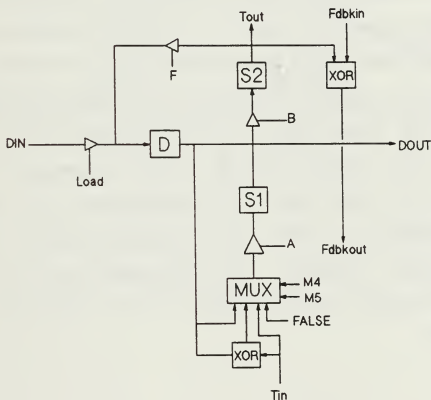 Tout
Fdbkin
F
S2
XOR
B
DIN
D
DOUT
Load
S1
A
Fdbkout
MUX
M4
M5
FALSE
XOR
Tin